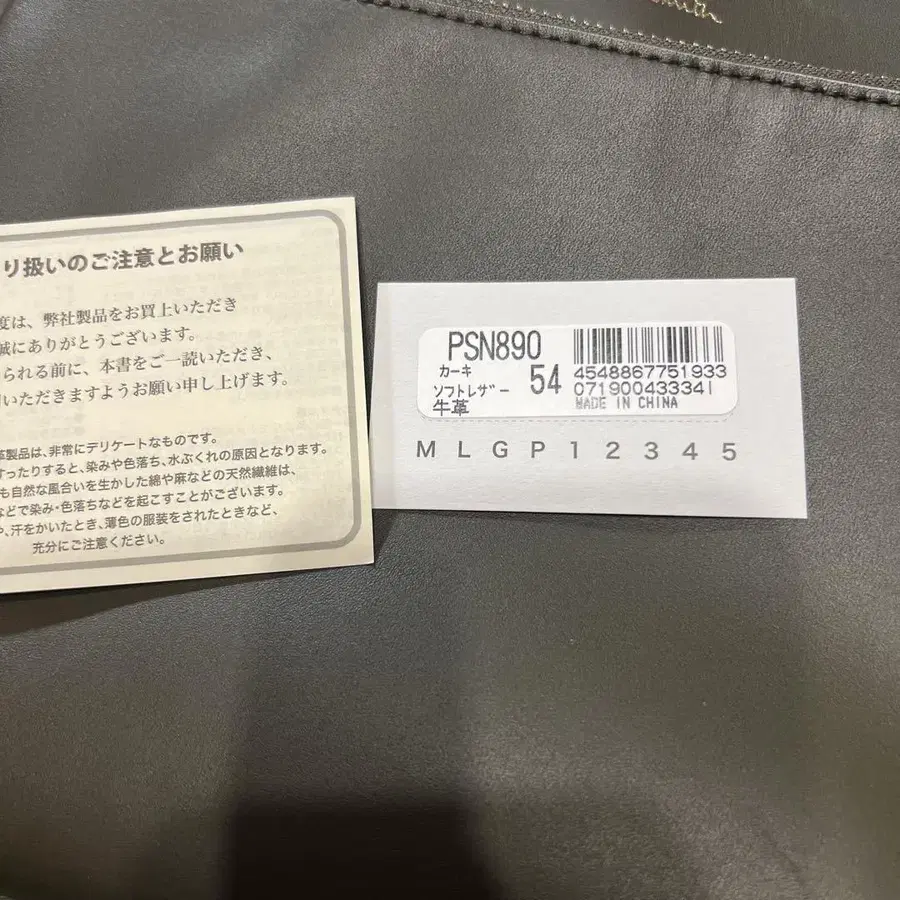 り扱いのご注意とお願い
度は、弊社製品をお買上いただき
誠にありがとうございます。
られる前に、本書をご一読いただき、
いただきますようお願い申し上げます。
革製品は、非常にデリケートなものです。
すったりすると、染みや色落ち、水ぶくれの原因となります。
も自然な風合いを生かした綿や麻などの天然繊維は、
などで染み・色落ちなどを起こすことがございます。
や、汗をかいたとき、薄色の服装をされたときなど、
充分にご注意ください。
PSN890
カーキ
ソフトレザー 54
牛革
4548867751933
07190043334I
MADE IN CHINA
M L G P 1 2 3 4 5